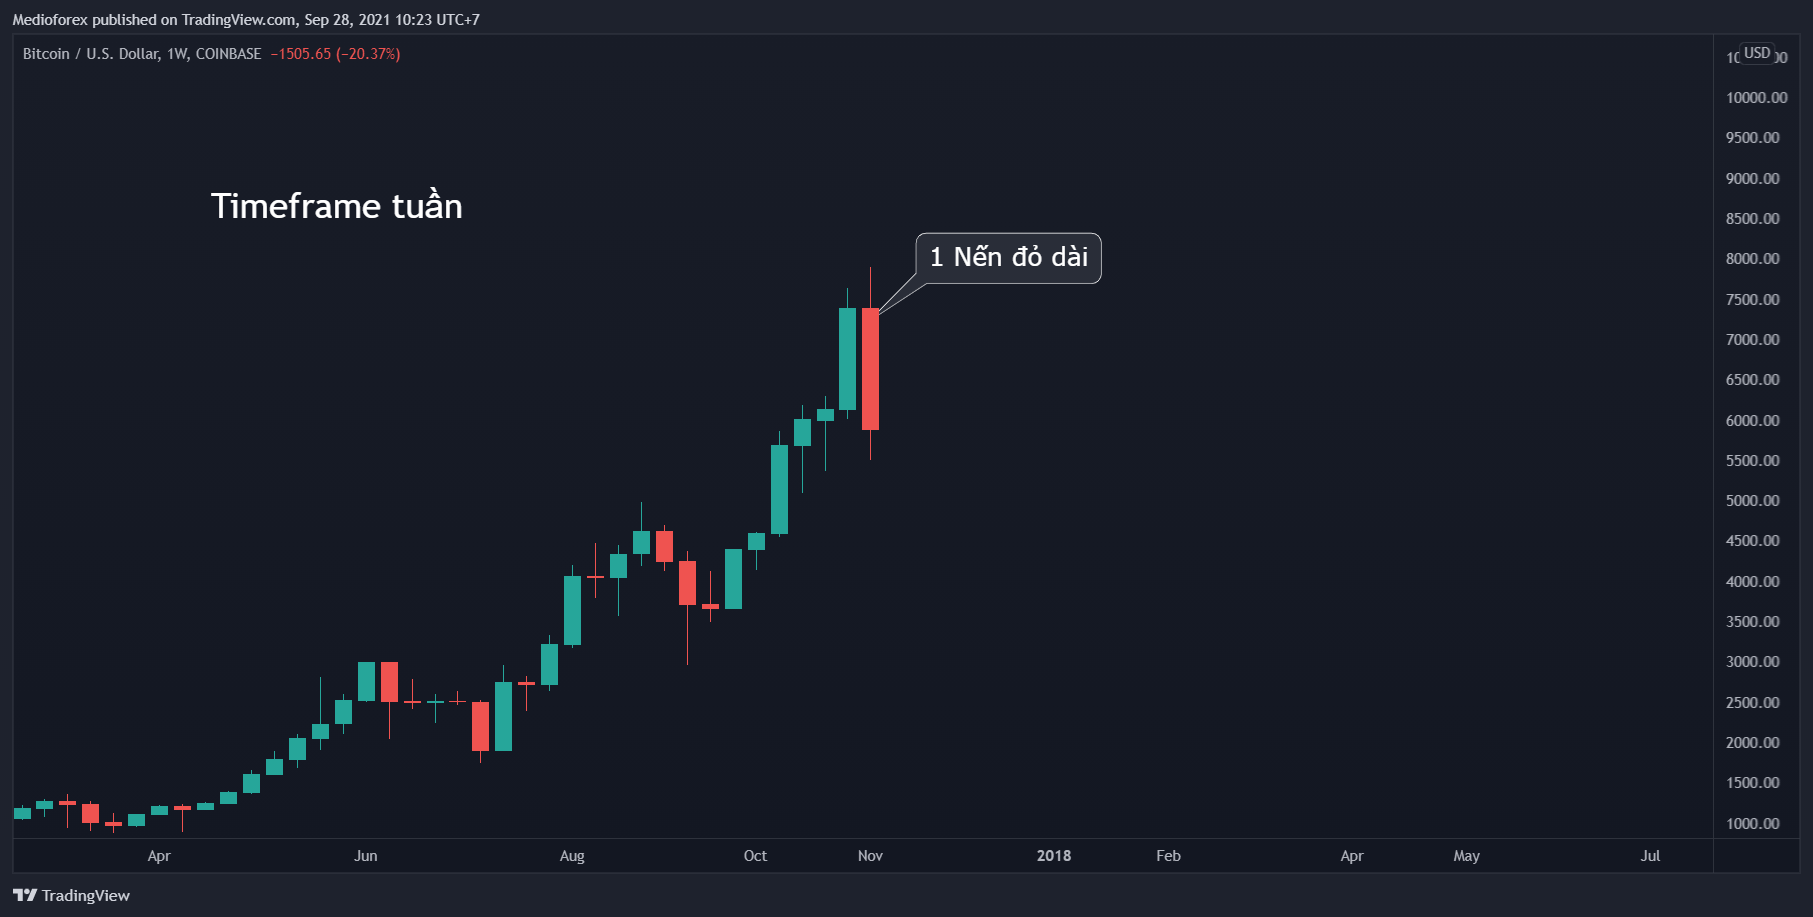 Medioforex published on TradingView.com, Sep 28, 2021 10:23 UTC+7
Bitcoin / U.S. Dollar, 1W, COINBASE −1505.65 (−20.37%)
USD
10000.00
9500.00
9000.00
Timeframe tuần
8500.00
1 Nến đỏ dài
8000.00
7500.00
7000.00
6500.00
6000.00
5500.00
5000.00
4500.00
4000.00
3500.00
3000.00
2500.00
2000.00
1500.00
1000.00
Apr Jun Aug Oct Nov 2018 Feb Apr May Jul
TradingView